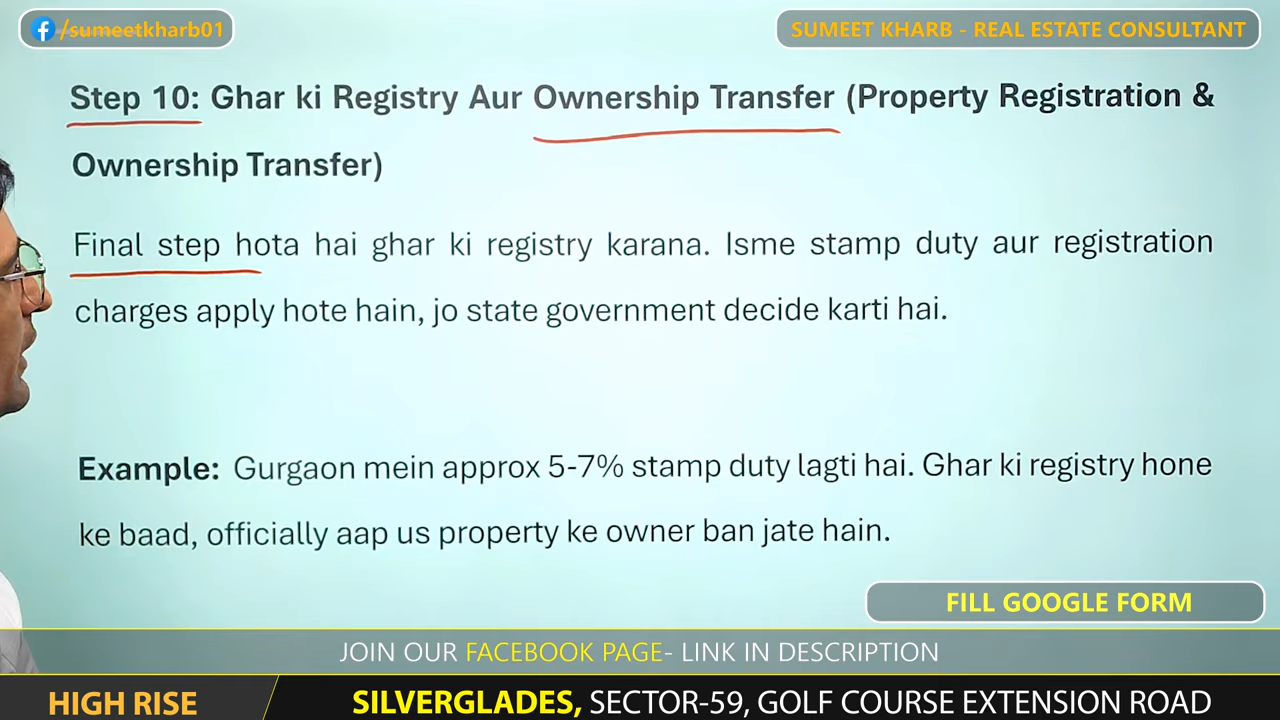 /sumeetkharb01
SUMEET KHARB - REAL ESTATE CONSULTANT
Step 10: Ghar ki Registry Aur Ownership Transfer (Property Registration &
Ownership Transfer)
Final step hota hai ghar ki registry karana. Isme stamp duty aur registration
charges apply hote hain, jo state government decide karti hai.
Example: Gurgaon mein approx 5-7% stamp duty lagti hai. Ghar ki registry hone
ke baad, officially aap us property ke owner ban jate hain.
FILL GOOGLE FORM
JOIN OUR FACEBOOK PAGE- LINK IN DESCRIPTION
HIGH RISE
SILVERGLADES, SECTOR-59, GOLF COURSE EXTENSION ROAD